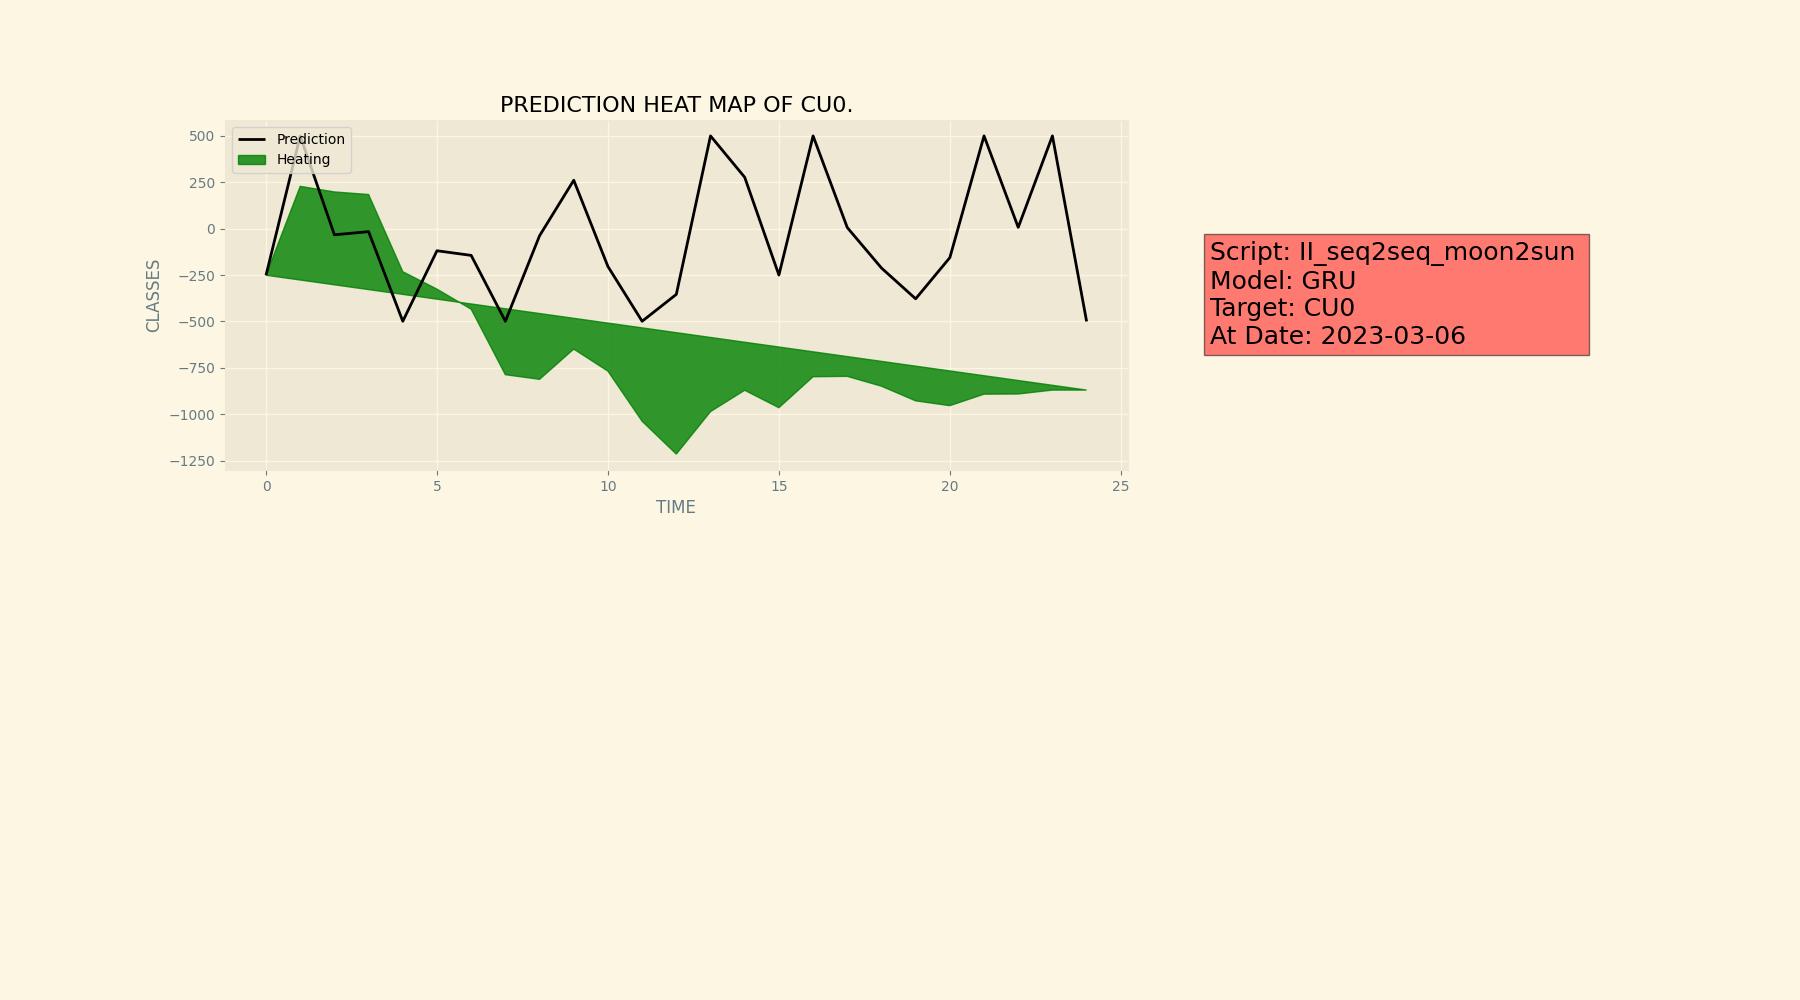 PREDICTION HEAT MAP OF CU0.
Prediction
Heating
500
250
0
−250
−500
−750
−1000
−1250
CLASSES
0 5 10 15 20 25
TIME
Script: II_seq2seq_moon2sun
Model: GRU
Target: CU0
At Date: 2023-03-06